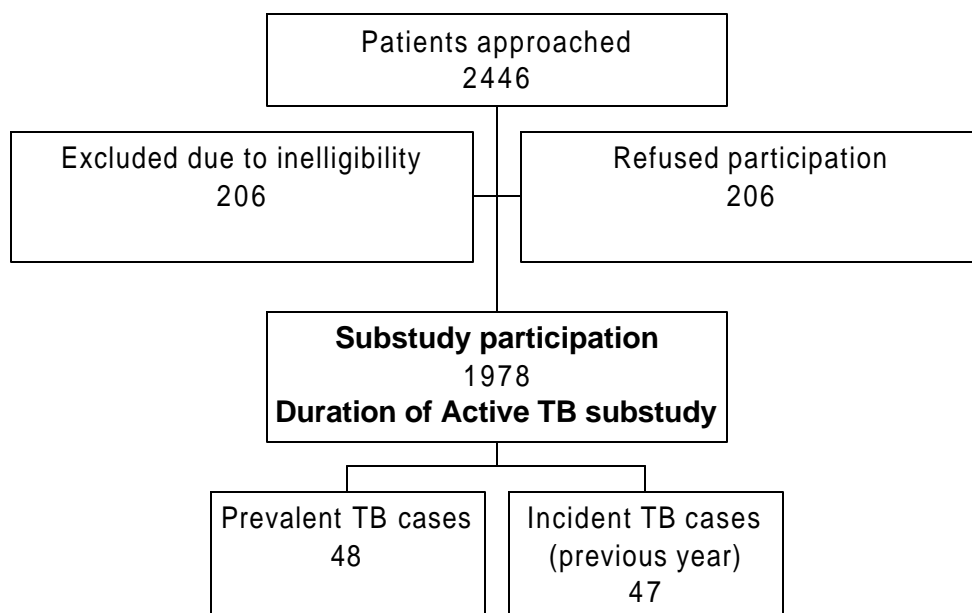 Patients approached
2446
Excluded due to inelligibility
206
Refused participation
206
Substudy participation
1978
Duration of Active TB substudy
Prevalent TB cases
48
Incident TB cases
(previous year)
47